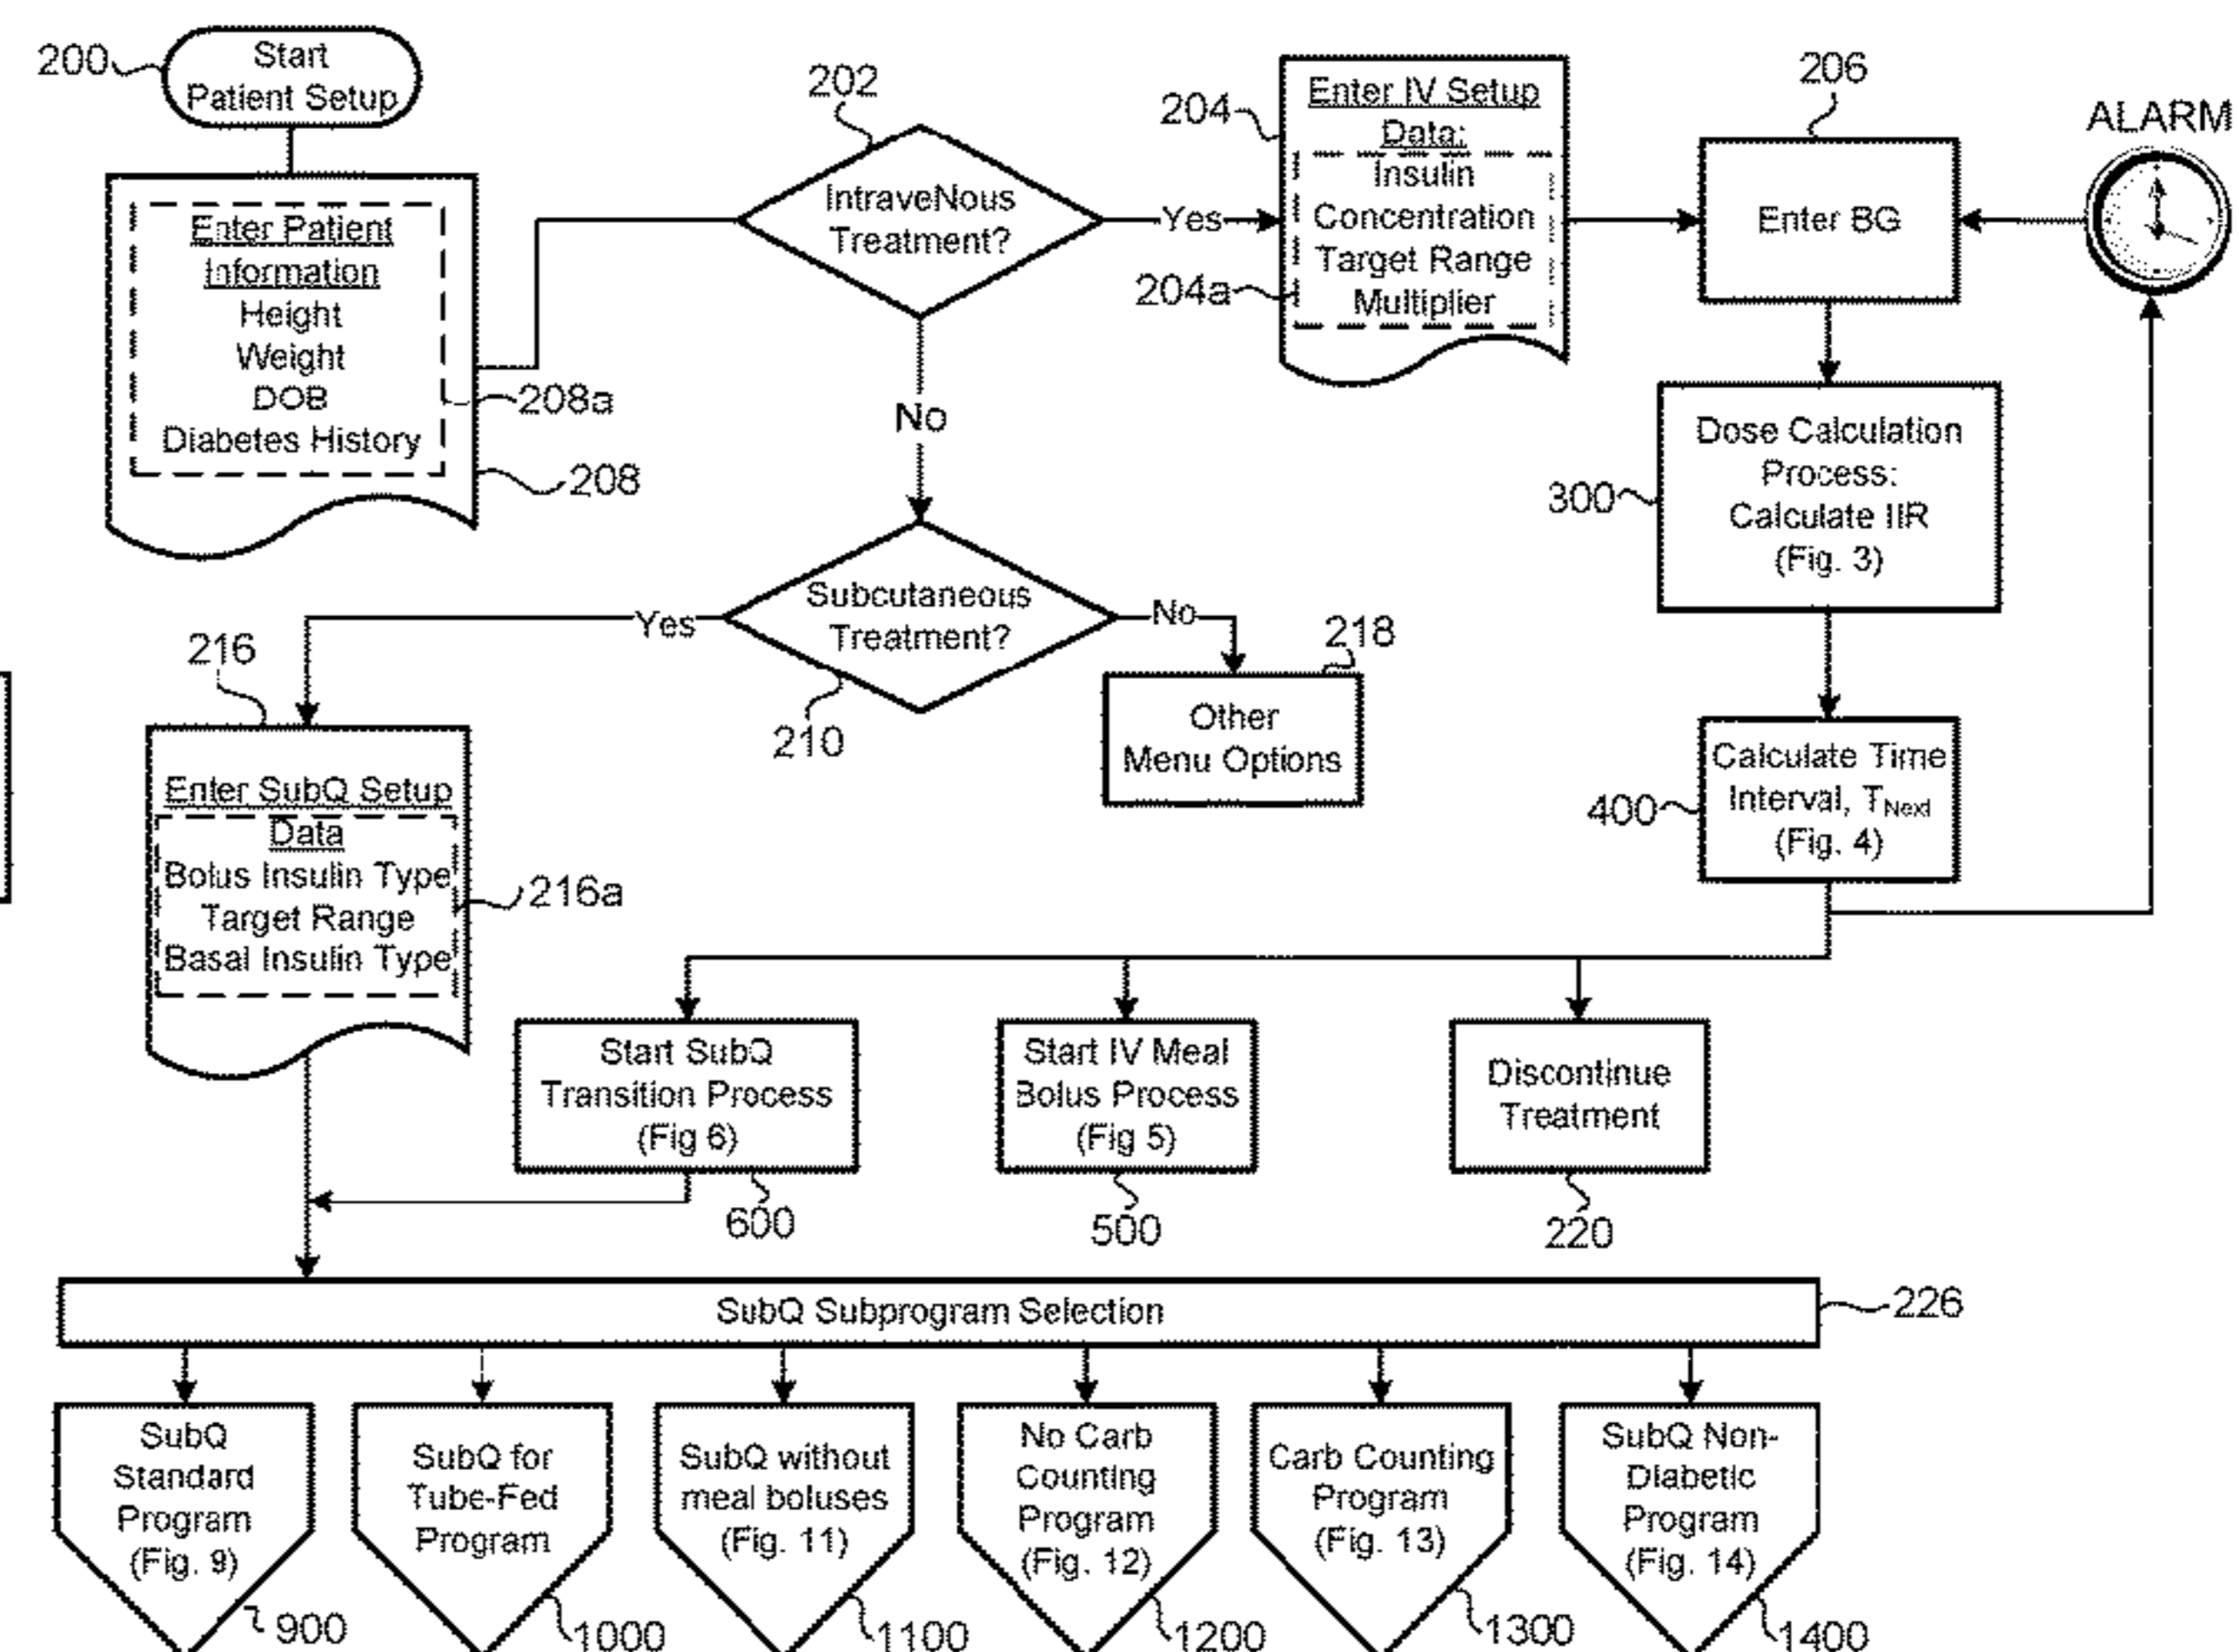 200
Start
Patient Setup
Enter Patient
Information
Height
Weight
DOB
Diabetes History
208a
208
202
IntraveNous
Treatment?
Yes
No
204
Enter IV Setup
Data:
Insulin
Concentration
Target Range
Multiplier
204a
206
Enter BG
ALARM
300
Dose Calculation
Process:
Calculate IIR
(Fig. 3)
400
Calculate Time
Interval, TNext
(Fig. 4)
Subcutaneous
Treatment?
210
Yes
No
218
Other
Menu Options
216
Enter SubQ Setup
Data
Bolus Insulin Type
Target Range
Basal Insulin Type
216a
Start SubQ
Transition Process
(Fig 6)
600
Start IV Meal
Bolus Process
(Fig 5)
500
Discontinue
Treatment
220
SubQ Subprogram Selection
226
SubQ
Standard
Program
(Fig. 9)
900
SubQ for
Tube-Fed
Program
1000
SubQ without
meal boluses
(Fig. 11)
1100
No Carb
Counting
Program
(Fig. 12)
1200
Carb Counting
Program
(Fig. 13)
1300
SubQ Non-
Diabetic
Program
(Fig. 14)
1400